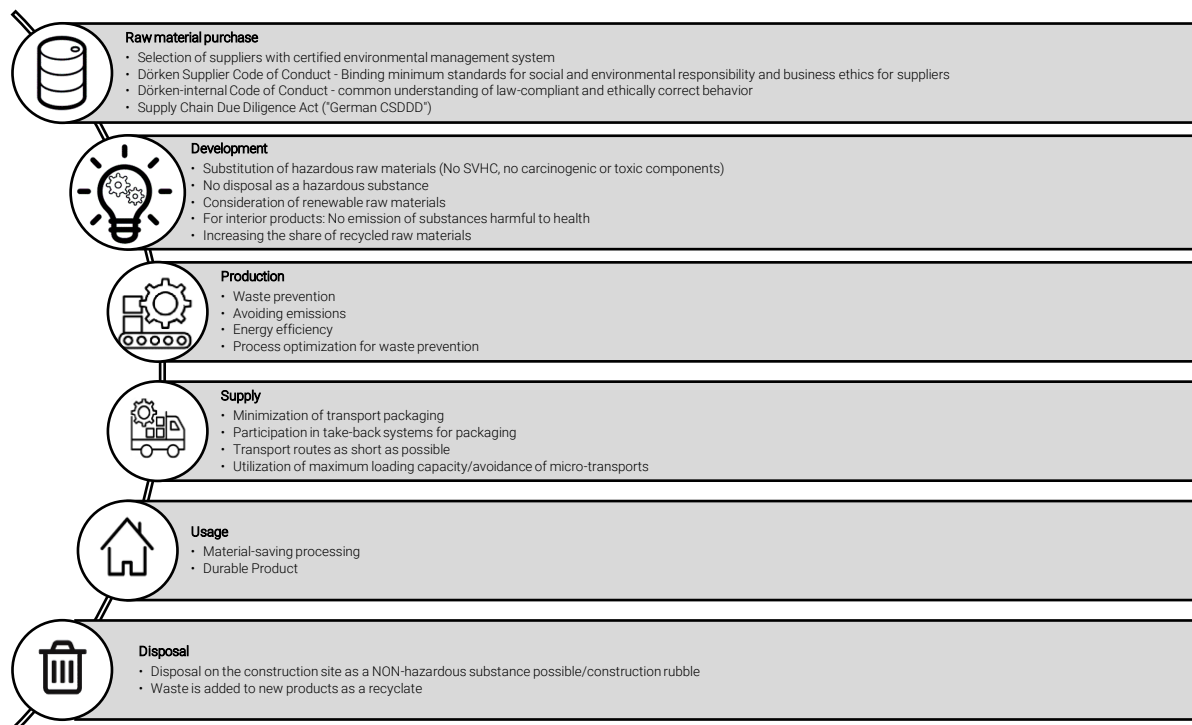 Raw material purchase
• Selection of suppliers with certified environmental management system
• Dörken Supplier Code of Conduct - Binding minimum standards for social and environmental responsibility and business ethics for suppliers
• Dörken-internal Code of Conduct - common understanding of law-compliant and ethically correct behavior
• Supply Chain Due Diligence Act ("German CSDDD")
Development
• Substitution of hazardous raw materials (No SVHC, no carcinogenic or toxic components)
• No disposal as a hazardous substance
• Consideration of renewable raw materials
• For interior products: No emission of substances harmful to health
• Increasing the share of recycled raw materials
Production
• Waste prevention
• Avoiding emissions
• Energy efficiency
• Process optimization for waste prevention
Supply
• Minimization of transport packaging
• Participation in take-back systems for packaging
• Transport routes as short as possible
• Utilization of maximum loading capacity/avoidance of micro-transports
Usage
• Material-saving processing
• Durable Product
Disposal
• Disposal on the construction site as a NON-hazardous substance possible/construction rubble
• Waste is added to new products as a recyclate